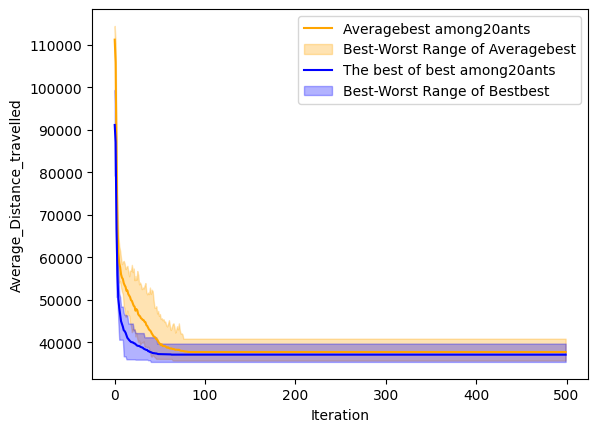 Averagebest among20ants
Best-Worst Range of Averagebest
The best of best among20ants
Best-Worst Range of Bestbest
Average_Distance_travelled
110000
100000
90000
80000
70000
60000
50000
40000
0
100
200
300
400
500
Iteration